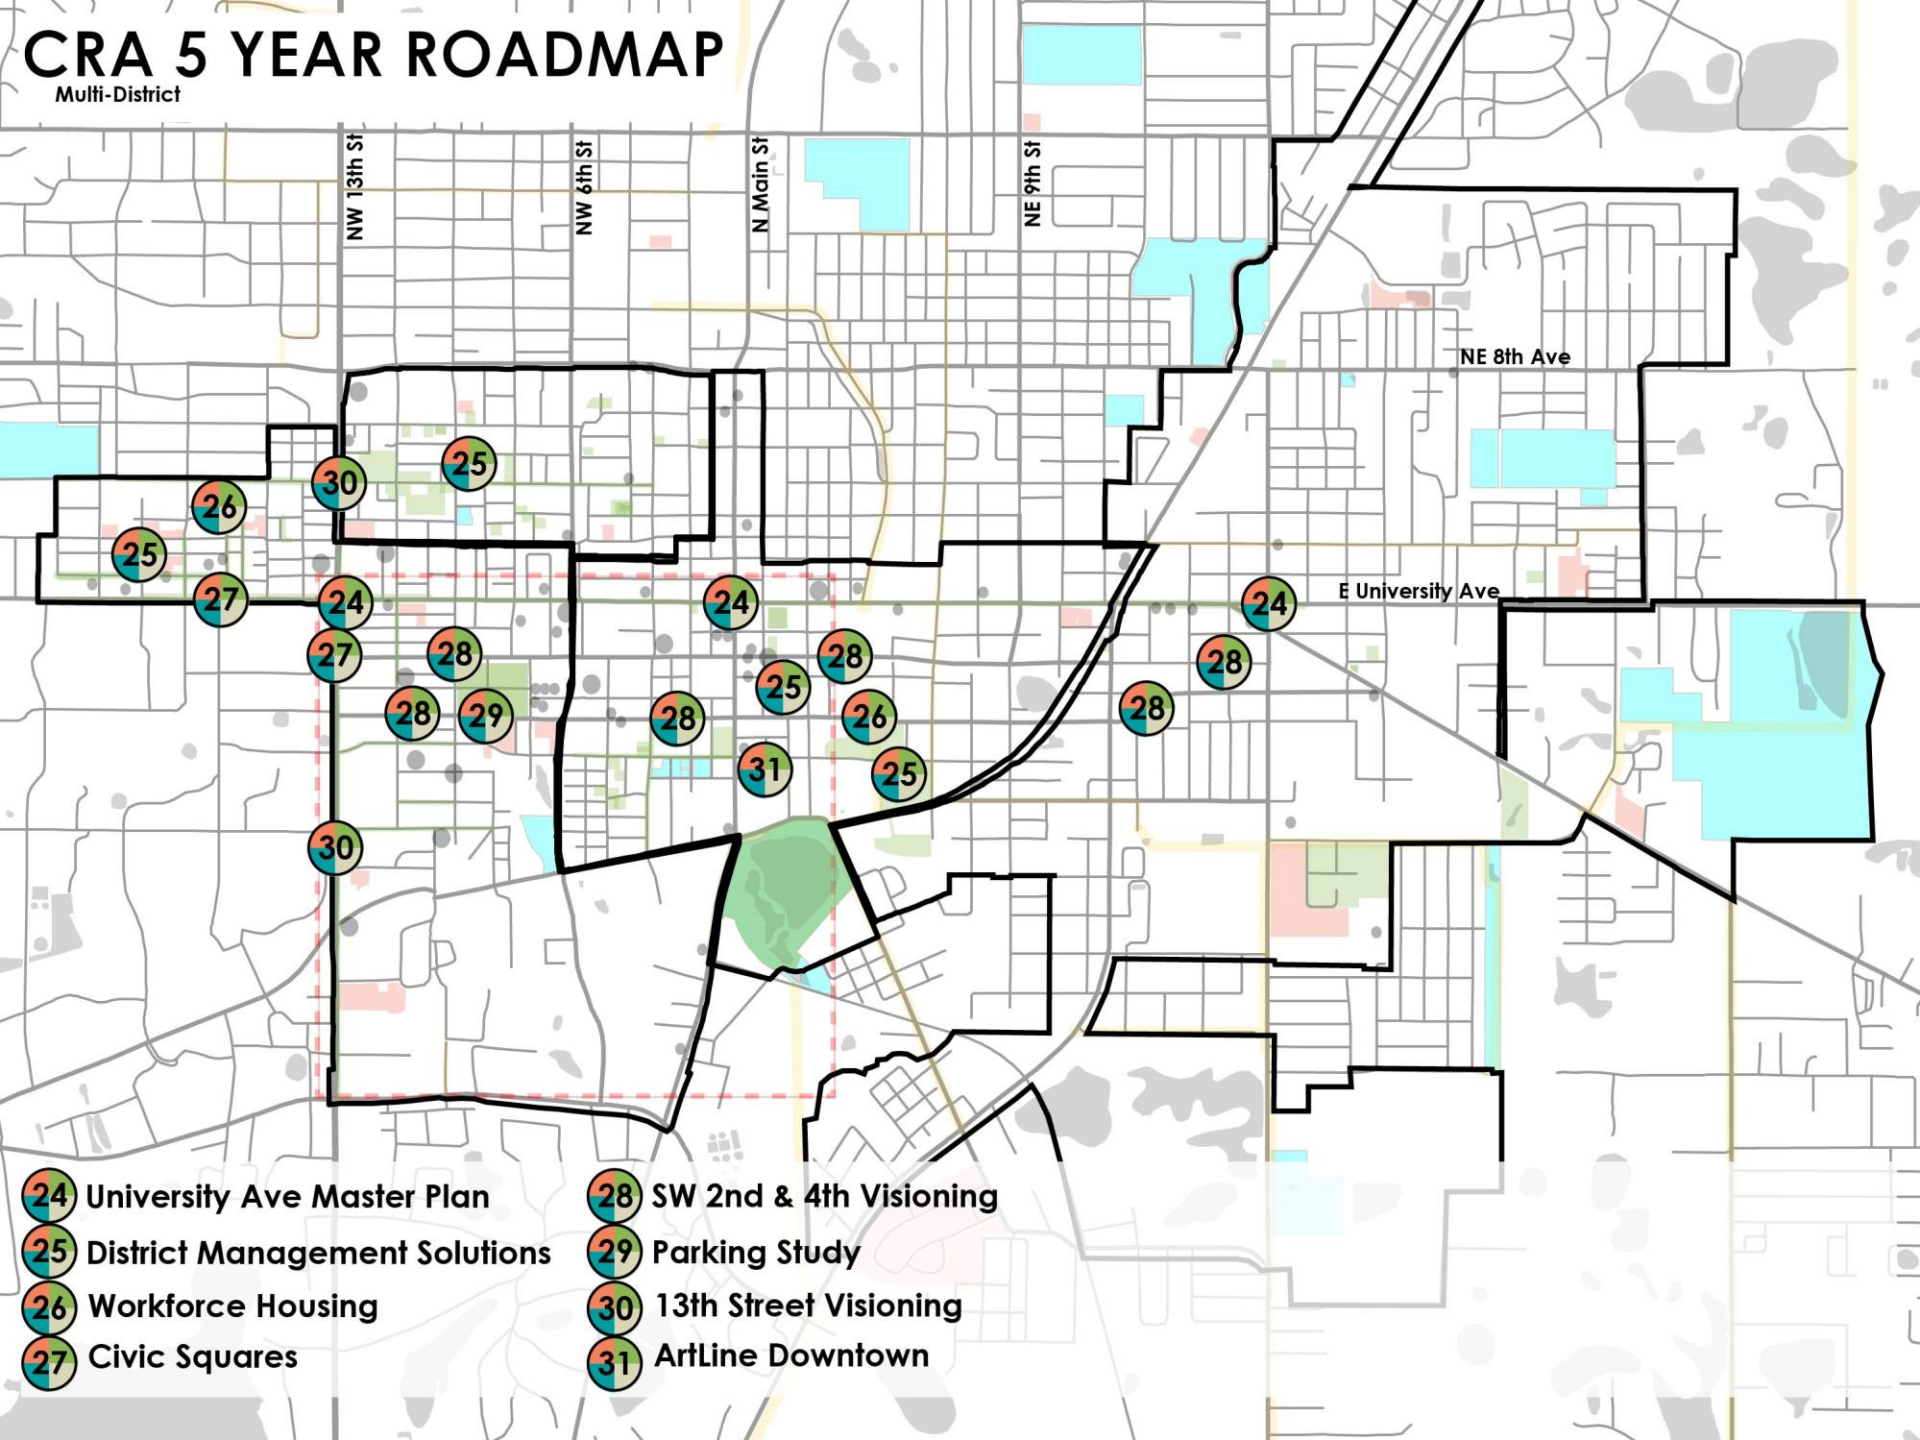 CRA 5 YEAR ROADMAP
Multi-District
NW 13th St
NW 6th St
N Main St
NE 9th St
NE 8th Ave
E University Ave
25
30
26
25
27
24
24
24
27
28
28
28
25
28
29
28
26
28
31
25
30
24 University Ave Master Plan
25 District Management Solutions
26 Workforce Housing
27 Civic Squares
28 SW 2nd & 4th Visioning
29 Parking Study
30 13th Street Visioning
31 ArtLine Downtown